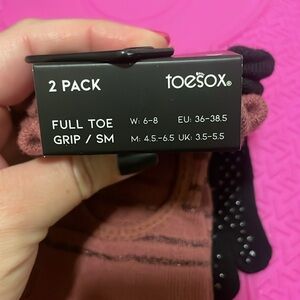 2 PACK
toesox®
FULL TOE W: 6-8 EU: 36-38.5
GRIP / SM M: 4.5-6.5 UK: 3.5-5.5